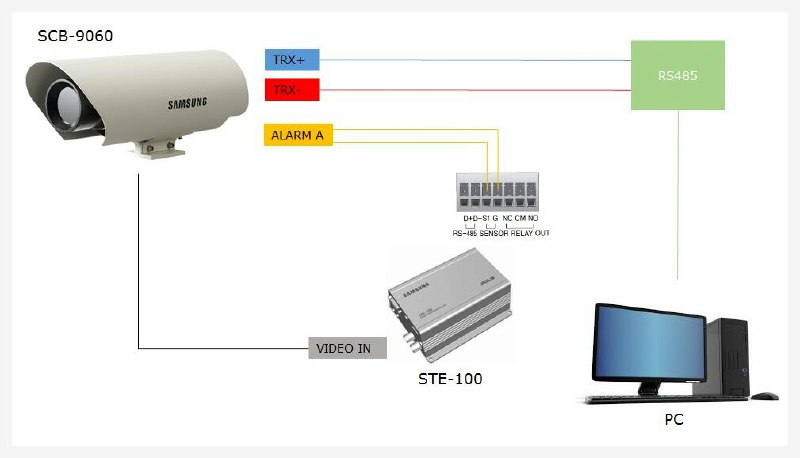 SCB-9060
TRX+
TRX-
RS485
SAMSUNG
ALARM A
D+D-S1 G NC CM NO
RS-485 SENSOR RELAY OUT
SAMSUNG
VIDEO IN
STE-100
PC